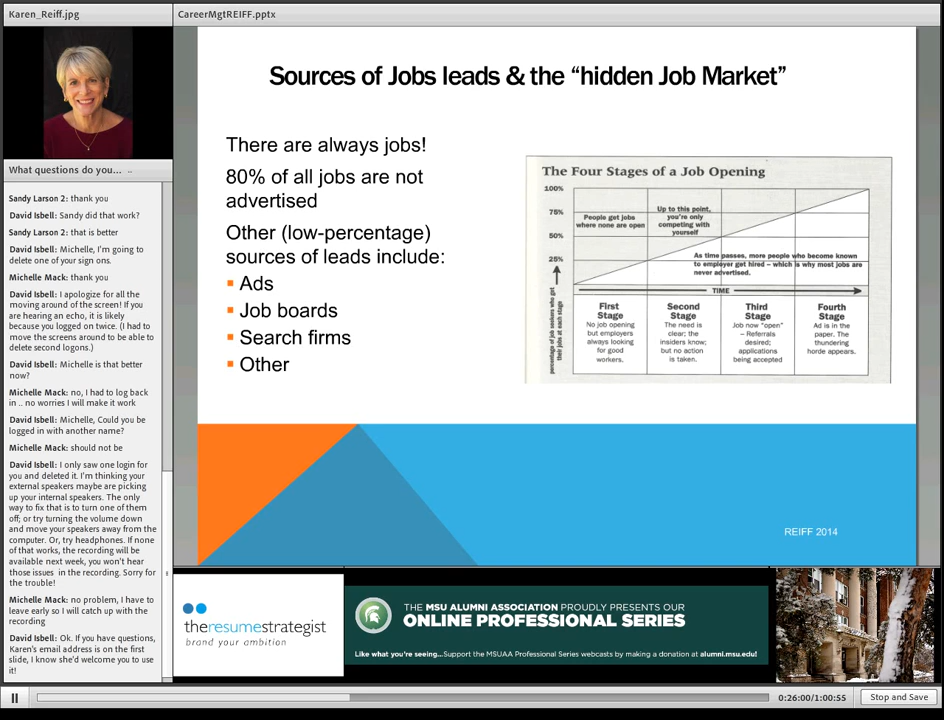 Karen_Reiff.jpg
CareerMgtREIFF.pptx
What questions do you... ..
Sandy Larson 2: thank you
David Isbell: Sandy did that work?
Sandy Larson 2: that is better
David Isbell: Michelle, I'm going to
delete one of your sign ons.
Michelle Mack: thank you
David Isbell: I apologize for all the
moving around of the screen! If you
are hearing an echo, it is likely
because you logged on twice. (I had to
move the screens around to be able to
delete second logons.)
David Isbell: Michelle is that better
now?
Michelle Mack: no, I had to log back
in .. no worries I will make it work
David Isbell: Michelle, Could you be
logged in with another name?
Michelle Mack: should not be
David Isbell: I only saw one login for
you and deleted it. I'm thinking your
external speakers maybe are picking
up your internal speakers. The only
way to fix that is to turn one of them
off; or try turning the volume down
and move your speakers away from the
computer. Or, try headphones. If none
of that works, the recording will be
available next week, you won't hear
those issues in the recording. Sorry for
the trouble!
Michelle Mack: no problem, I have to
leave early so I will catch up with the
recording
David Isbell: Ok. If you have questions,
Karen's email address is on the first
slide, I know she'd welcome you to use
it!
Sources of Jobs leads & the “hidden Job Market”
There are always jobs!
80% of all jobs are not
advertised
Other (low-percentage)
sources of leads include:
Ads
Job boards
Search firms
Other
The Four Stages of a Job Opening
100%
75%
50%
25%
percentage of job seekers who get
their jobs at each stage
People get jobs
where none are open
Up to this point,
you're only
competing with
yourself
As time passes, more people who become known
to employer get hired – which is why most jobs are
never advertised.
TIME
First
Stage
No job opening
but employers
always looking
for good
workers.
Second
Stage
The need is
clear; the
insiders know;
but no action
is taken.
Third
Stage
Job now "open"
– Referrals
desired;
applications
being accepted
Fourth
Stage
Ad is in the
paper. The
thundering
horde appears.
REIFF 2014
theresumestrategist
brand your ambition
THE MSU ALUMNI ASSOCIATION PROUDLY PRESENTS OUR
ONLINE PROFESSIONAL SERIES
Like what you're seeing...Support the MSUAA Professional Series webcasts by making a donation at alumni.msu.edu!
0:26:00/1:00:55
Stop and Save